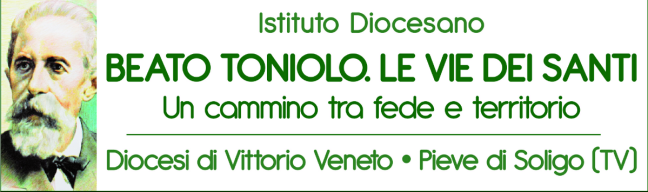 Istituto Diocesano
BEATO TONIOLO. LE VIE DEI SANTI
Un cammino tra fede e territorio
Diocesi di Vittorio Veneto • Pieve di Soligo (TV)